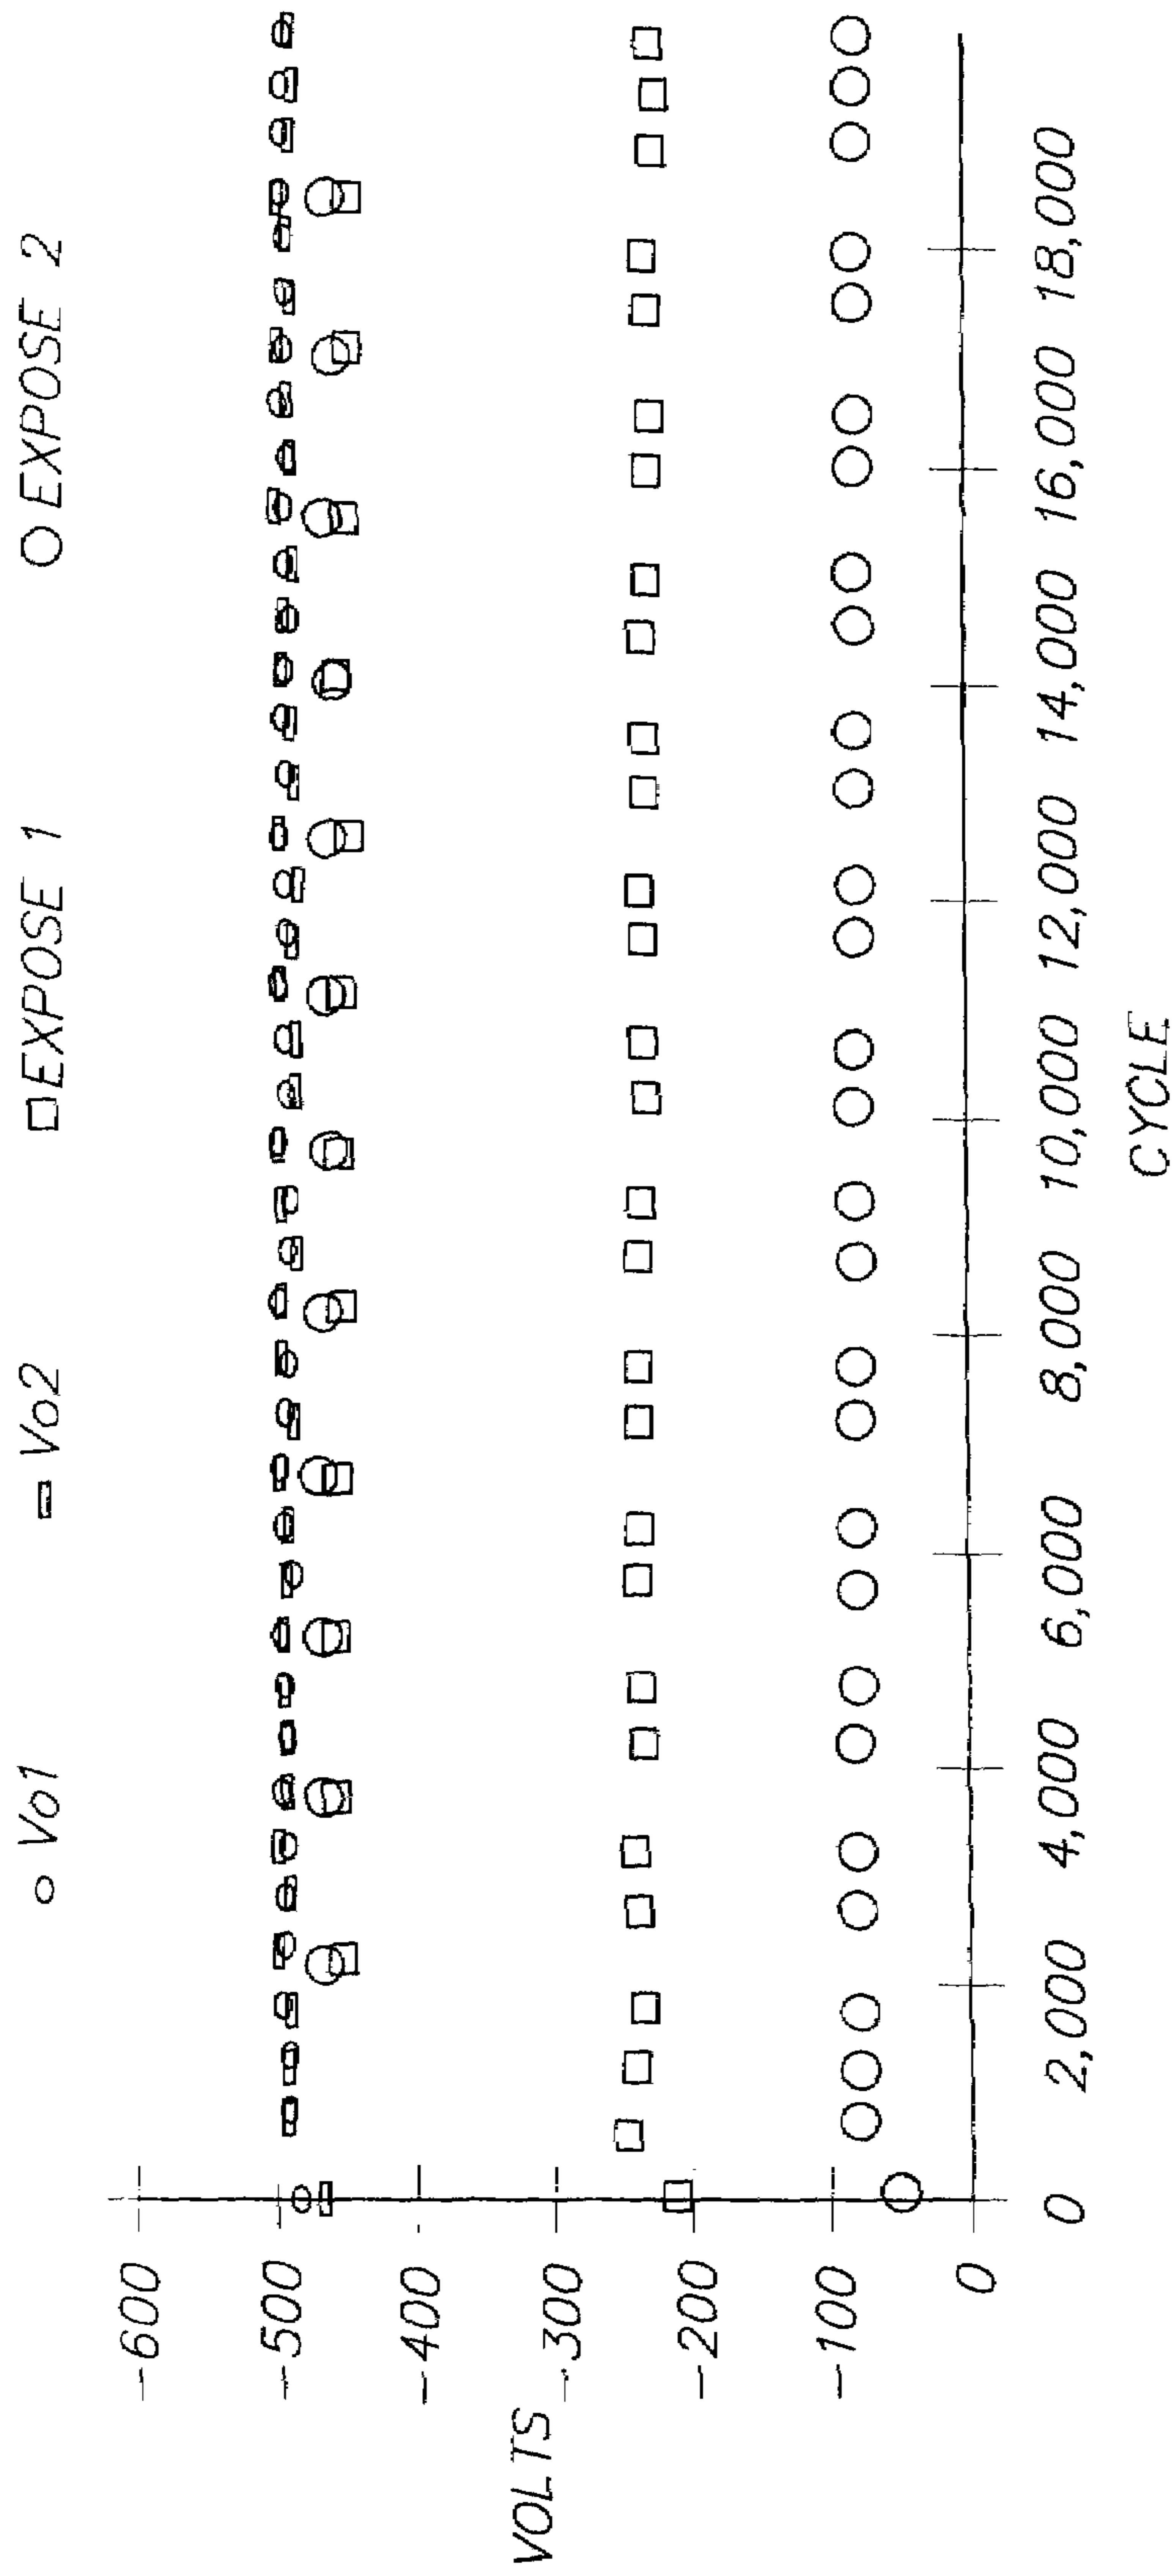 ○ Vo1 ▭ Vo2 □ EXPOSE 1 ○ EXPOSE 2
-600
-500
-400
-300
-200
-100
0
VOLTS
0 2,000 4,000 6,000 8,000 10,000 12,000 14,000 16,000 18,000
CYCLE